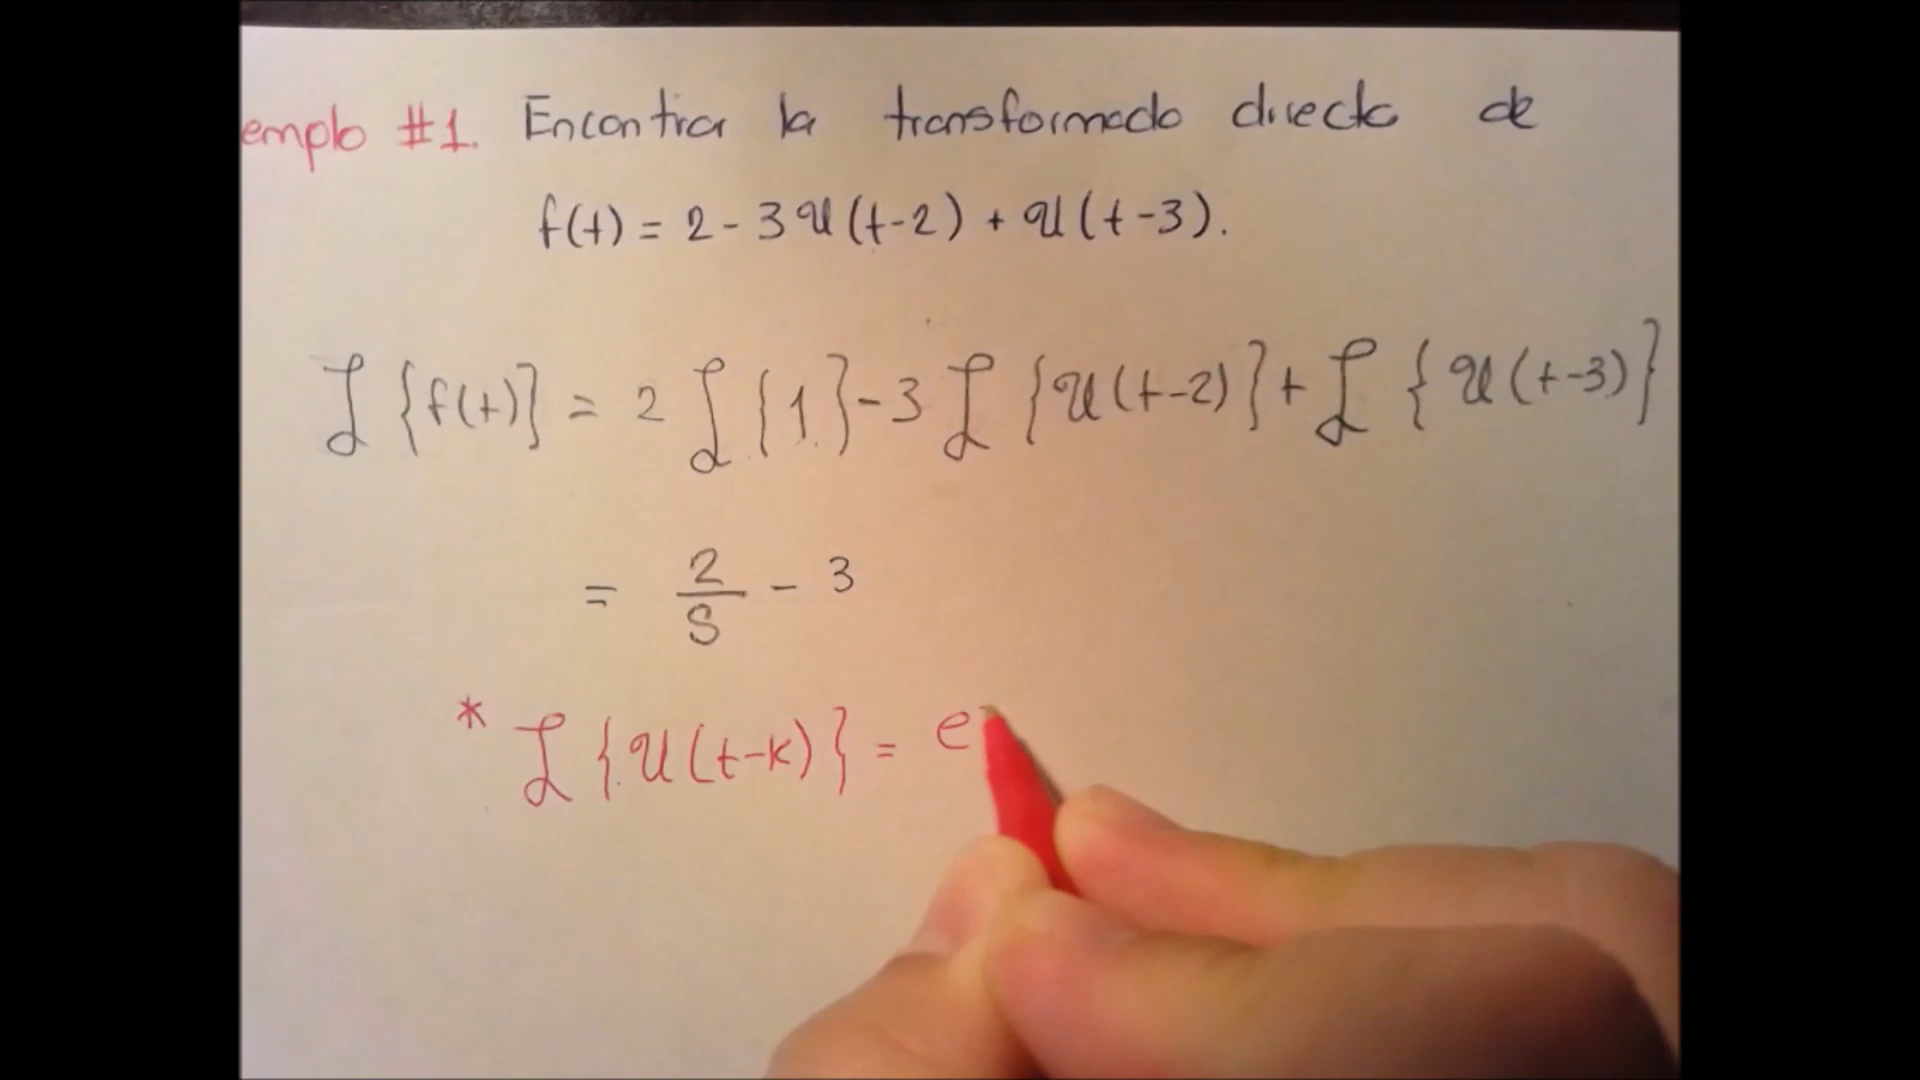 emplo #1. Encontrar la transformada directa de
f(t) = 2 - 3 𝒰(t-2) + 𝒰(t-3).
ℒ {f(t)} = 2 ℒ {1} - 3 ℒ {𝒰(t-2)} + ℒ {𝒰(t-3)}
= 2/s - 3
* ℒ {𝒰(t-k)} = e